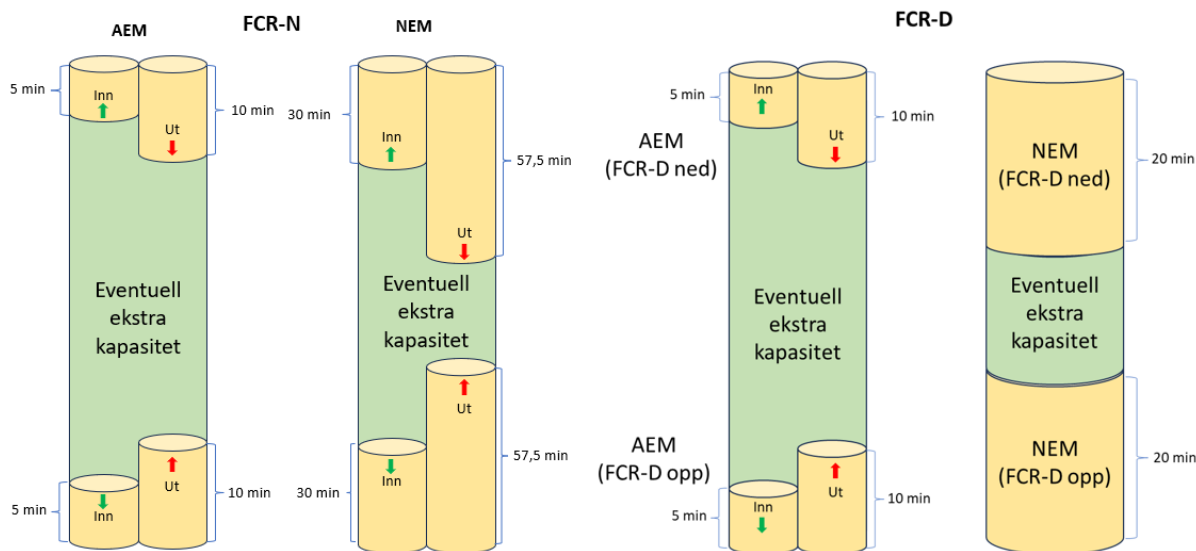 FCR-N
AEM
NEM
5 min
Inn
Ut
10 min
Eventuell
ekstra
kapasitet
5 min
Inn
Ut
10 min
30 min
Inn
Ut
57,5 min
Eventuell
ekstra
kapasitet
30 min
Inn
Ut
57,5 min
FCR-D
AEM
(FCR-D ned)
5 min
Inn
Ut
10 min
Eventuell
ekstra
kapasitet
AEM
(FCR-D opp)
5 min
Inn
Ut
10 min
NEM
(FCR-D ned)
20 min
Eventuell
ekstra
kapasitet
NEM
(FCR-D opp)
20 min